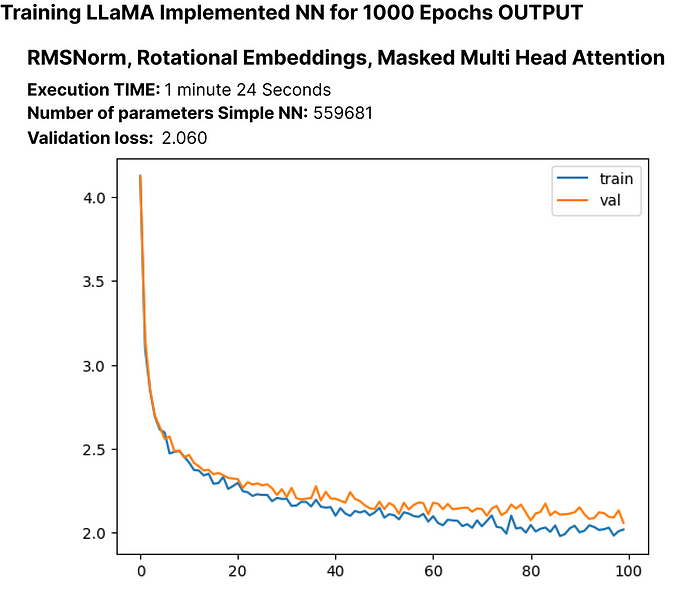 Training LLaMA Implemented NN for 1000 Epochs OUTPUT
RMSNorm, Rotational Embeddings, Masked Multi Head Attention
Execution TIME: 1 minute 24 Seconds
Number of parameters Simple NN: 559681
Validation loss: 2.060
train
val
4.0
3.5
3.0
2.5
2.0
0 20 40 60 80 100